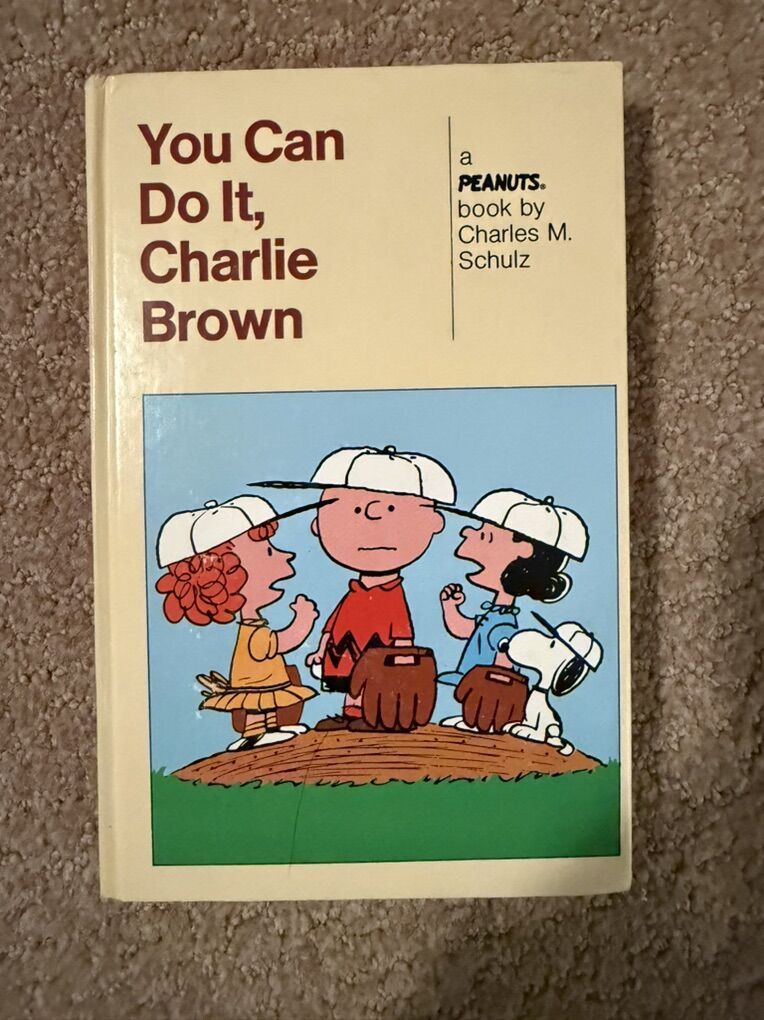 You Can
Do It,
Charlie
Brown
a
PEANUTS®
book by
Charles M.
Schulz